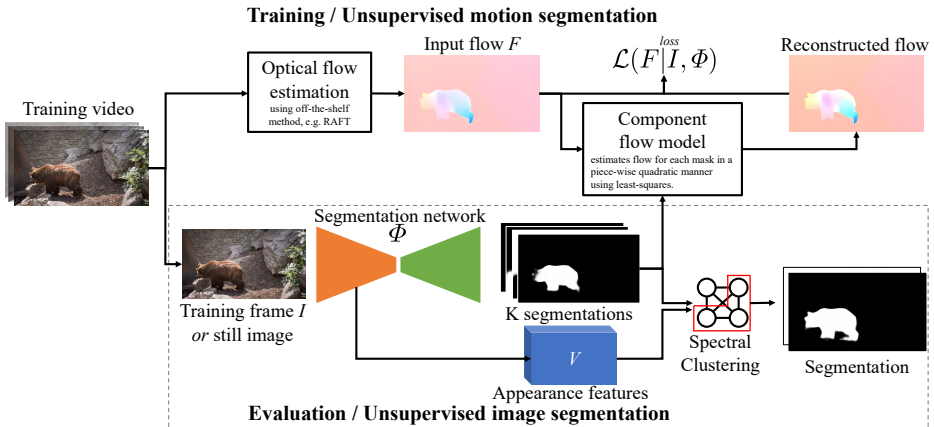 Training / Unsupervised motion segmentation
Training video
Optical flow
estimation
using off-the-shelf
method, e.g. RAFT
Input flow F
loss
ℒ(F|I, Φ)
Reconstructed flow
Component
flow model
estimates flow for each mask in a
piece-wise quadratic manner
using least-squares.
Segmentation network
Φ
Training frame I
or still image
K segmentations
V
Appearance features
Spectral
Clustering
Segmentation
Evaluation / Unsupervised image segmentation